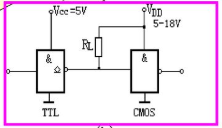 Vcc=5V
VDD
5-18V
RL
&
&
TTL
CMOS